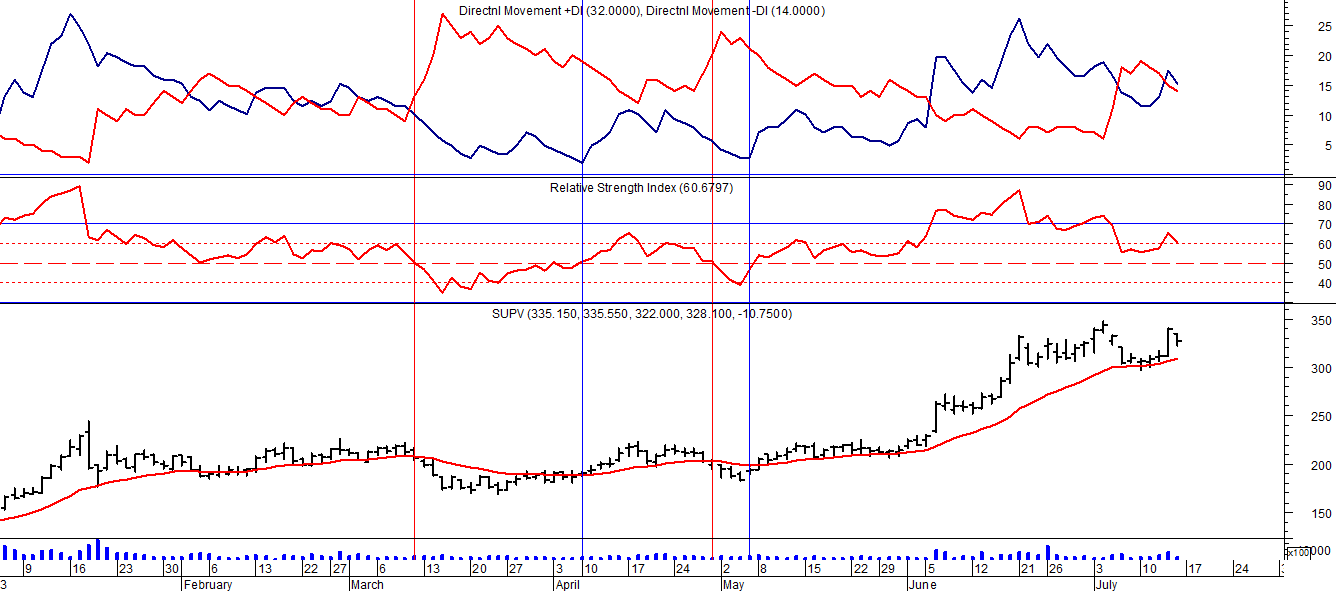 Directnl Movement +DI (32.0000), Directnl Movement -DI (14.0000)
25
20
15
10
5
Relative Strength Index (60.6797)
90
80
70
60
50
40
SUPV (335.150, 335.550, 322.000, 328.100, -10.7500)
350
300
250
200
150
x100
9 16 23 30 6 13 22 27 6 13 20 27 3 10 17 24 2 8 15 22 29 5 12 21 26 3 10 17 24
3 February March April May June July